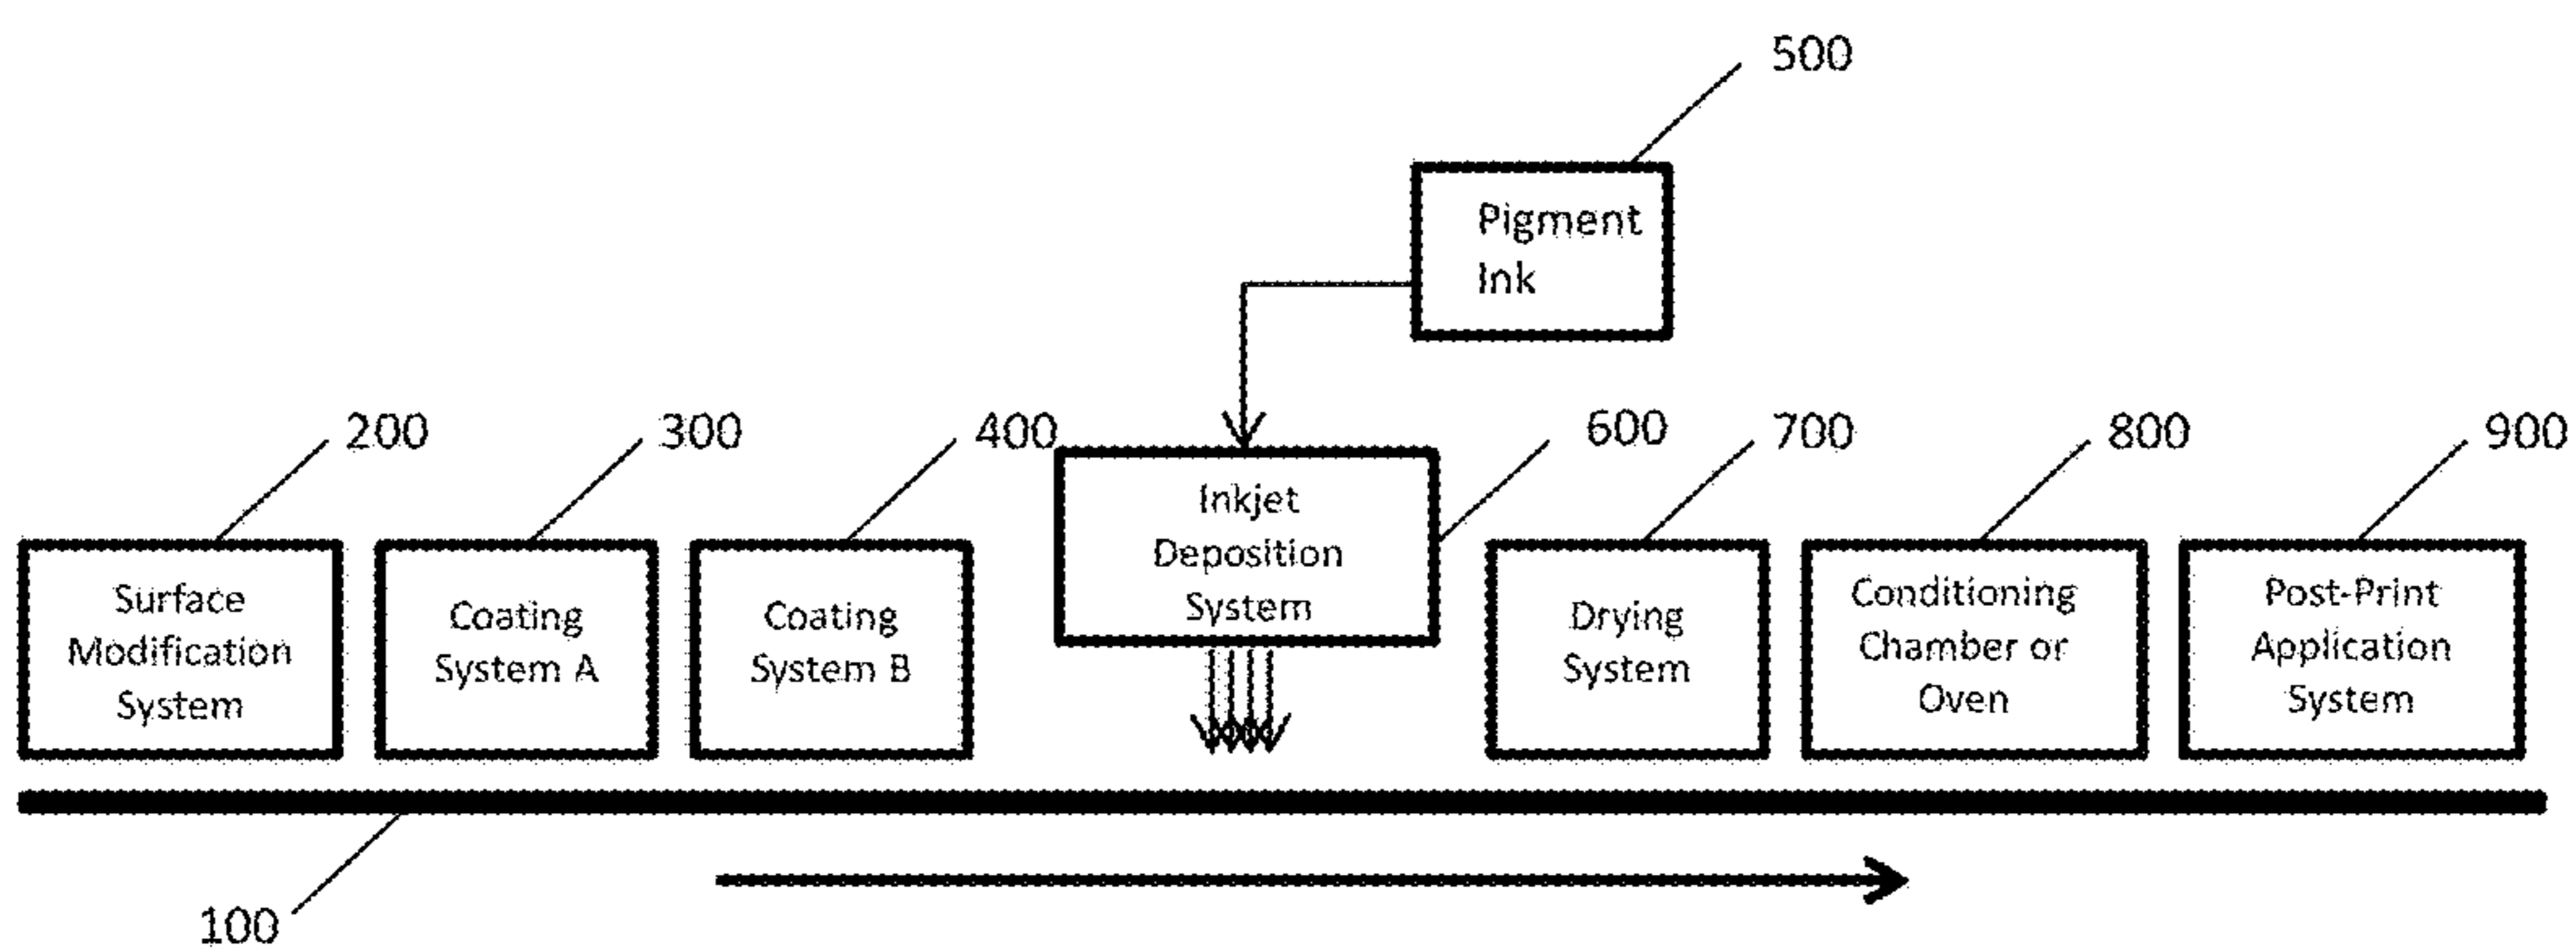 500
Pigment
Ink
200
300
400
600
700
800
900
Surface
Modification
System
Coating
System A
Coating
System B
Inkjet
Deposition
System
Drying
System
Conditioning
Chamber or
Oven
Post-Print
Application
System
100